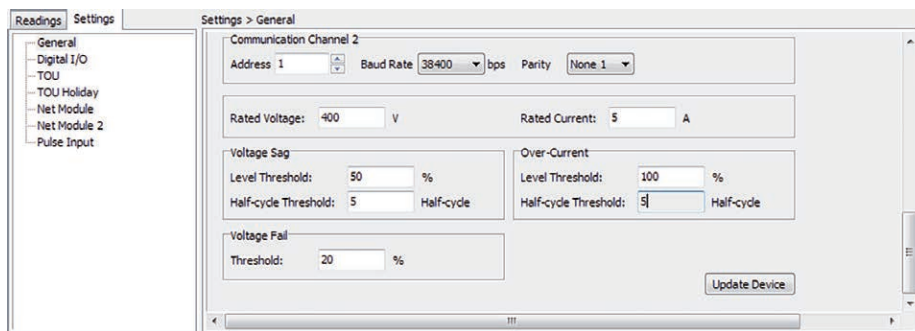 Readings Settings
Settings > General
General
Digital I/O
TOU
TOU Holiday
Net Module
Net Module 2
Pulse Input
Communication Channel 2
Address 1 Baud Rate 38400 bps Parity None 1
Rated Voltage: 400 V Rated Current: 5 A
Voltage Sag
Level Threshold: 50 %
Half-cycle Threshold: 5 Half-cycle
Over-Current
Level Threshold: 100 %
Half-cycle Threshold: 5 Half-cycle
Voltage Fail
Threshold: 20 %
Update Device